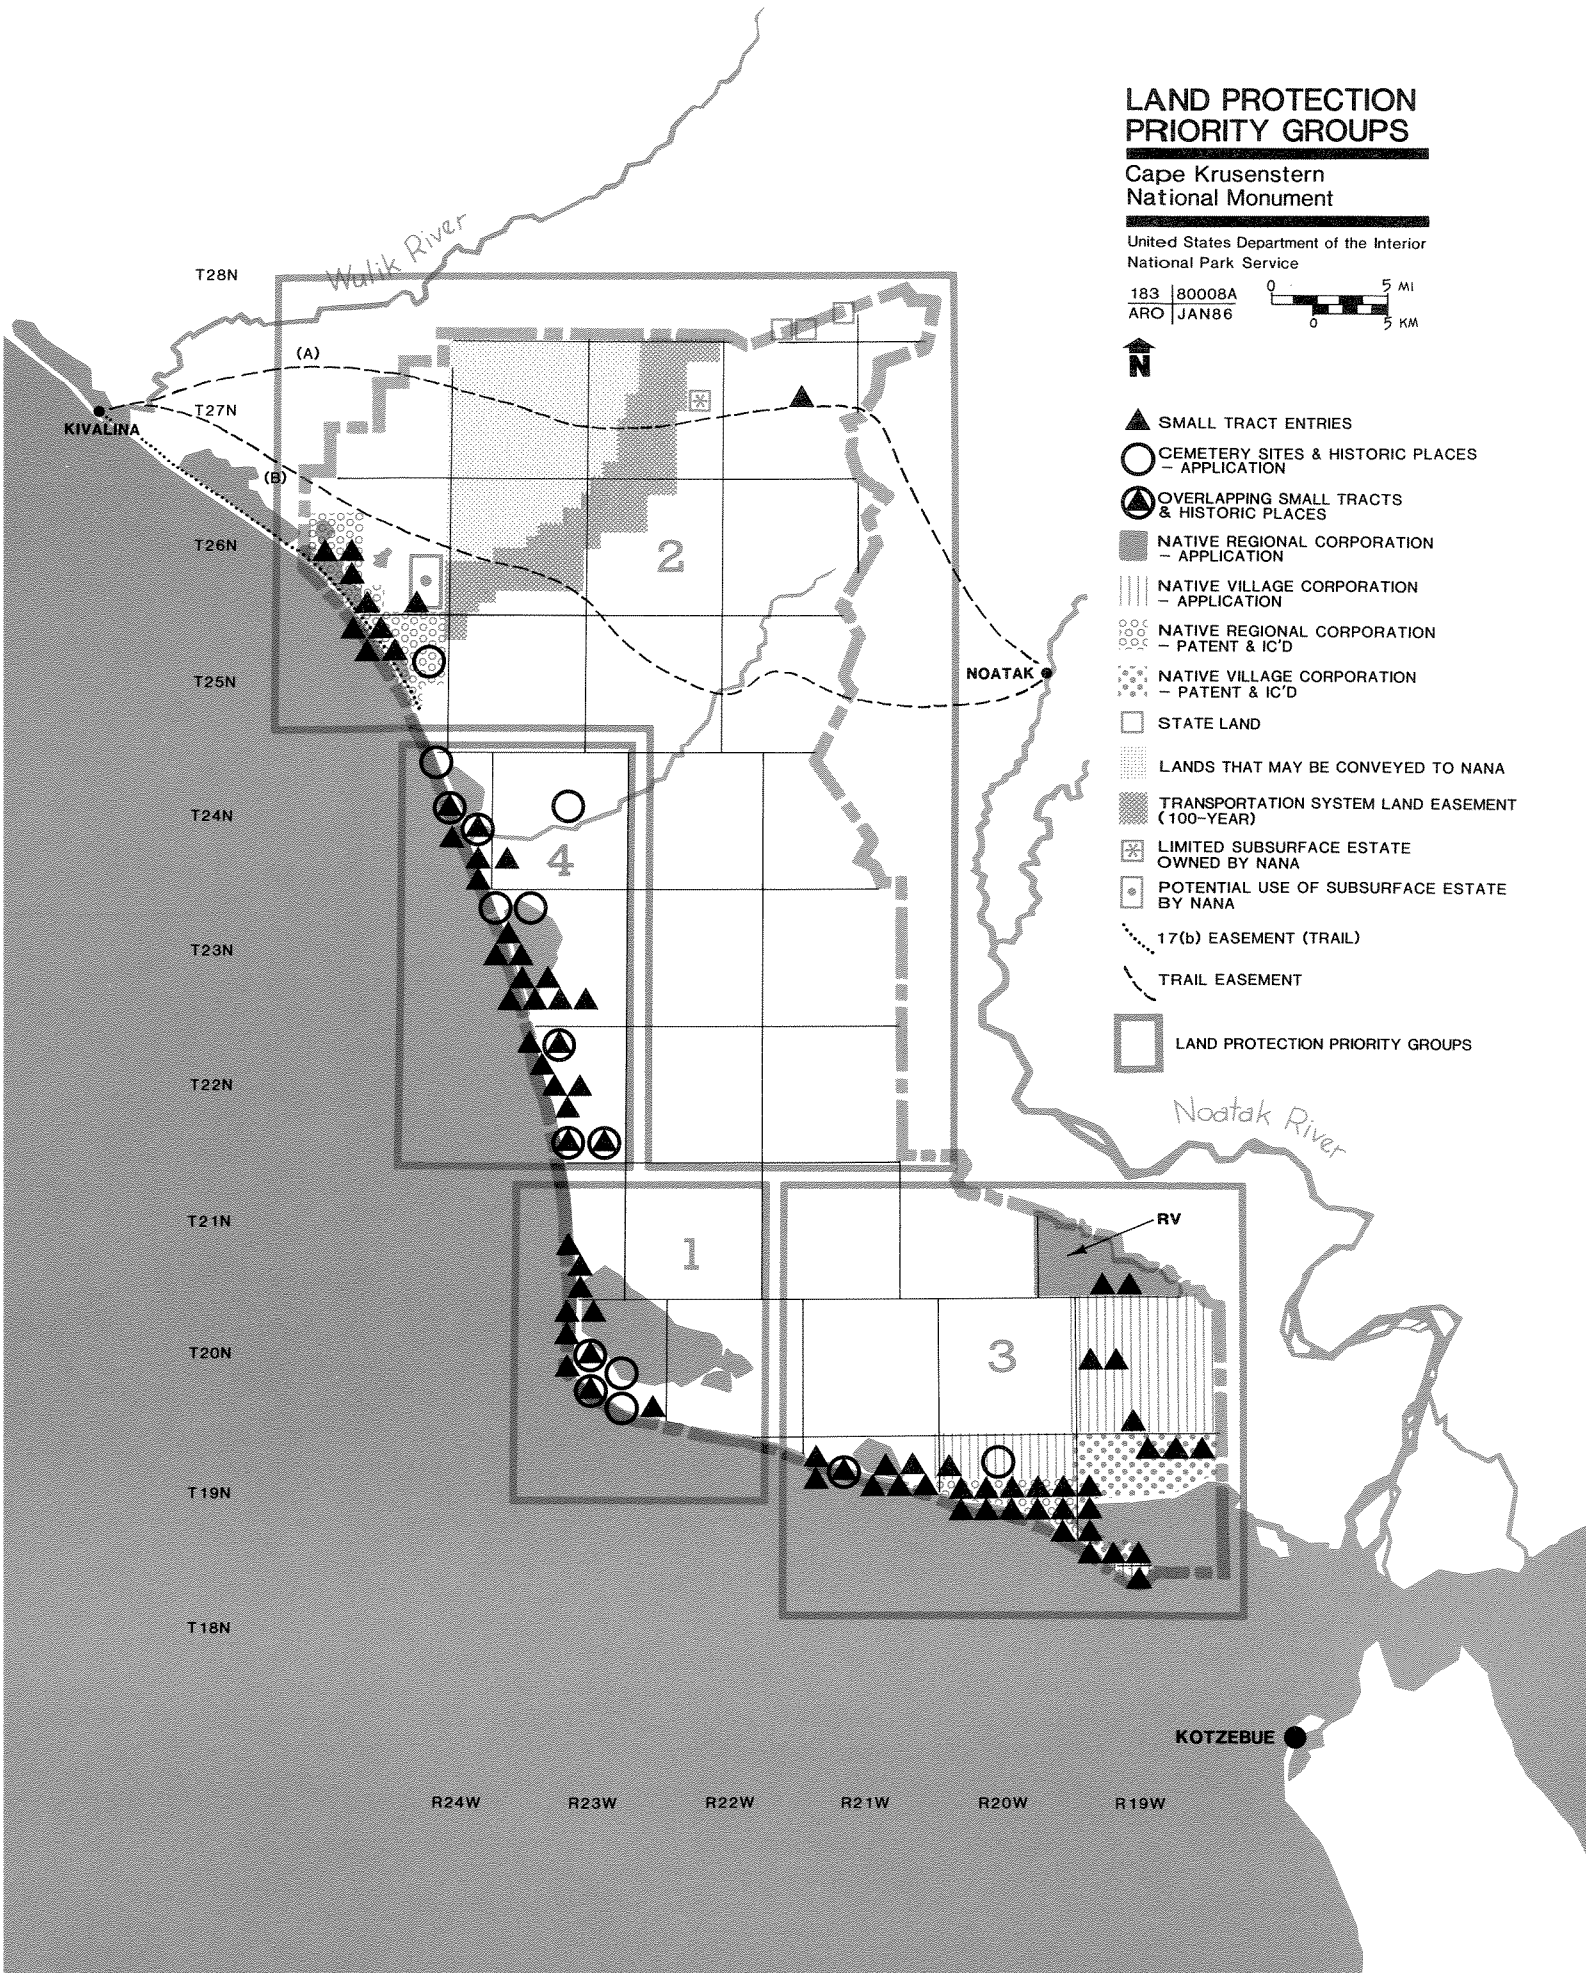 LAND PROTECTION
PRIORITY GROUPS
Cape Krusenstern
National Monument
United States Department of the Interior
National Park Service
183 80008A
ARO JAN86
0 5 MI
0 5 KM
N
SMALL TRACT ENTRIES
CEMETERY SITES & HISTORIC PLACES
- APPLICATION
OVERLAPPING SMALL TRACTS
& HISTORIC PLACES
NATIVE REGIONAL CORPORATION
- APPLICATION
NATIVE VILLAGE CORPORATION
- APPLICATION
NATIVE REGIONAL CORPORATION
- PATENT & IC'D
NATIVE VILLAGE CORPORATION
- PATENT & IC'D
STATE LAND
LANDS THAT MAY BE CONVEYED TO NANA
TRANSPORTATION SYSTEM LAND EASEMENT
(100-YEAR)
LIMITED SUBSURFACE ESTATE
OWNED BY NANA
POTENTIAL USE OF SUBSURFACE ESTATE
BY NANA
17(b) EASEMENT (TRAIL)
TRAIL EASEMENT
LAND PROTECTION PRIORITY GROUPS
Wulik River
T28N
(A)
T27N
KIVALINA
(B)
T26N
2
NOATAK
T25N
T24N
4
T23N
T22N
Noatak River
T21N
RV
1
T20N
3
T19N
T18N
KOTZEBUE
R24W R23W R22W R21W R20W R19W